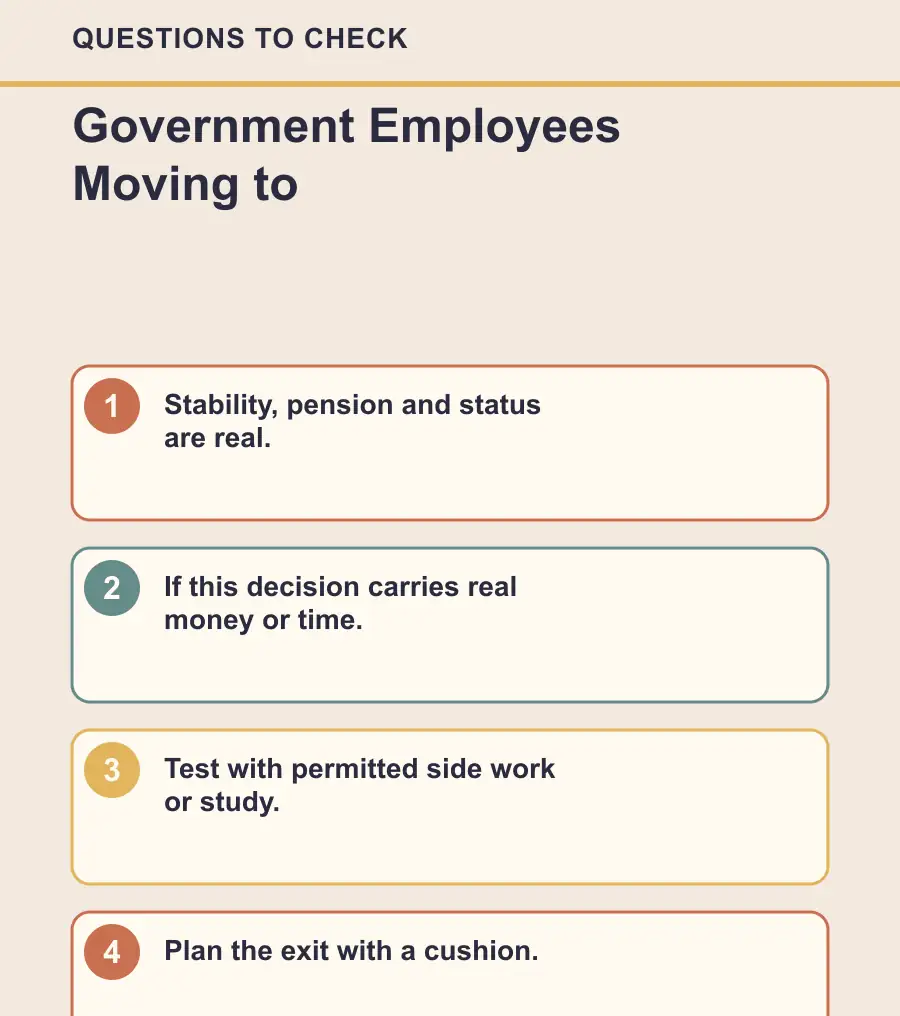 QUESTIONS TO CHECK
Government Employees
Moving to
1
Stability, pension and status
are real.
2
If this decision carries real
money or time.
3
Test with permitted side work
or study.
4
Plan the exit with a cushion.